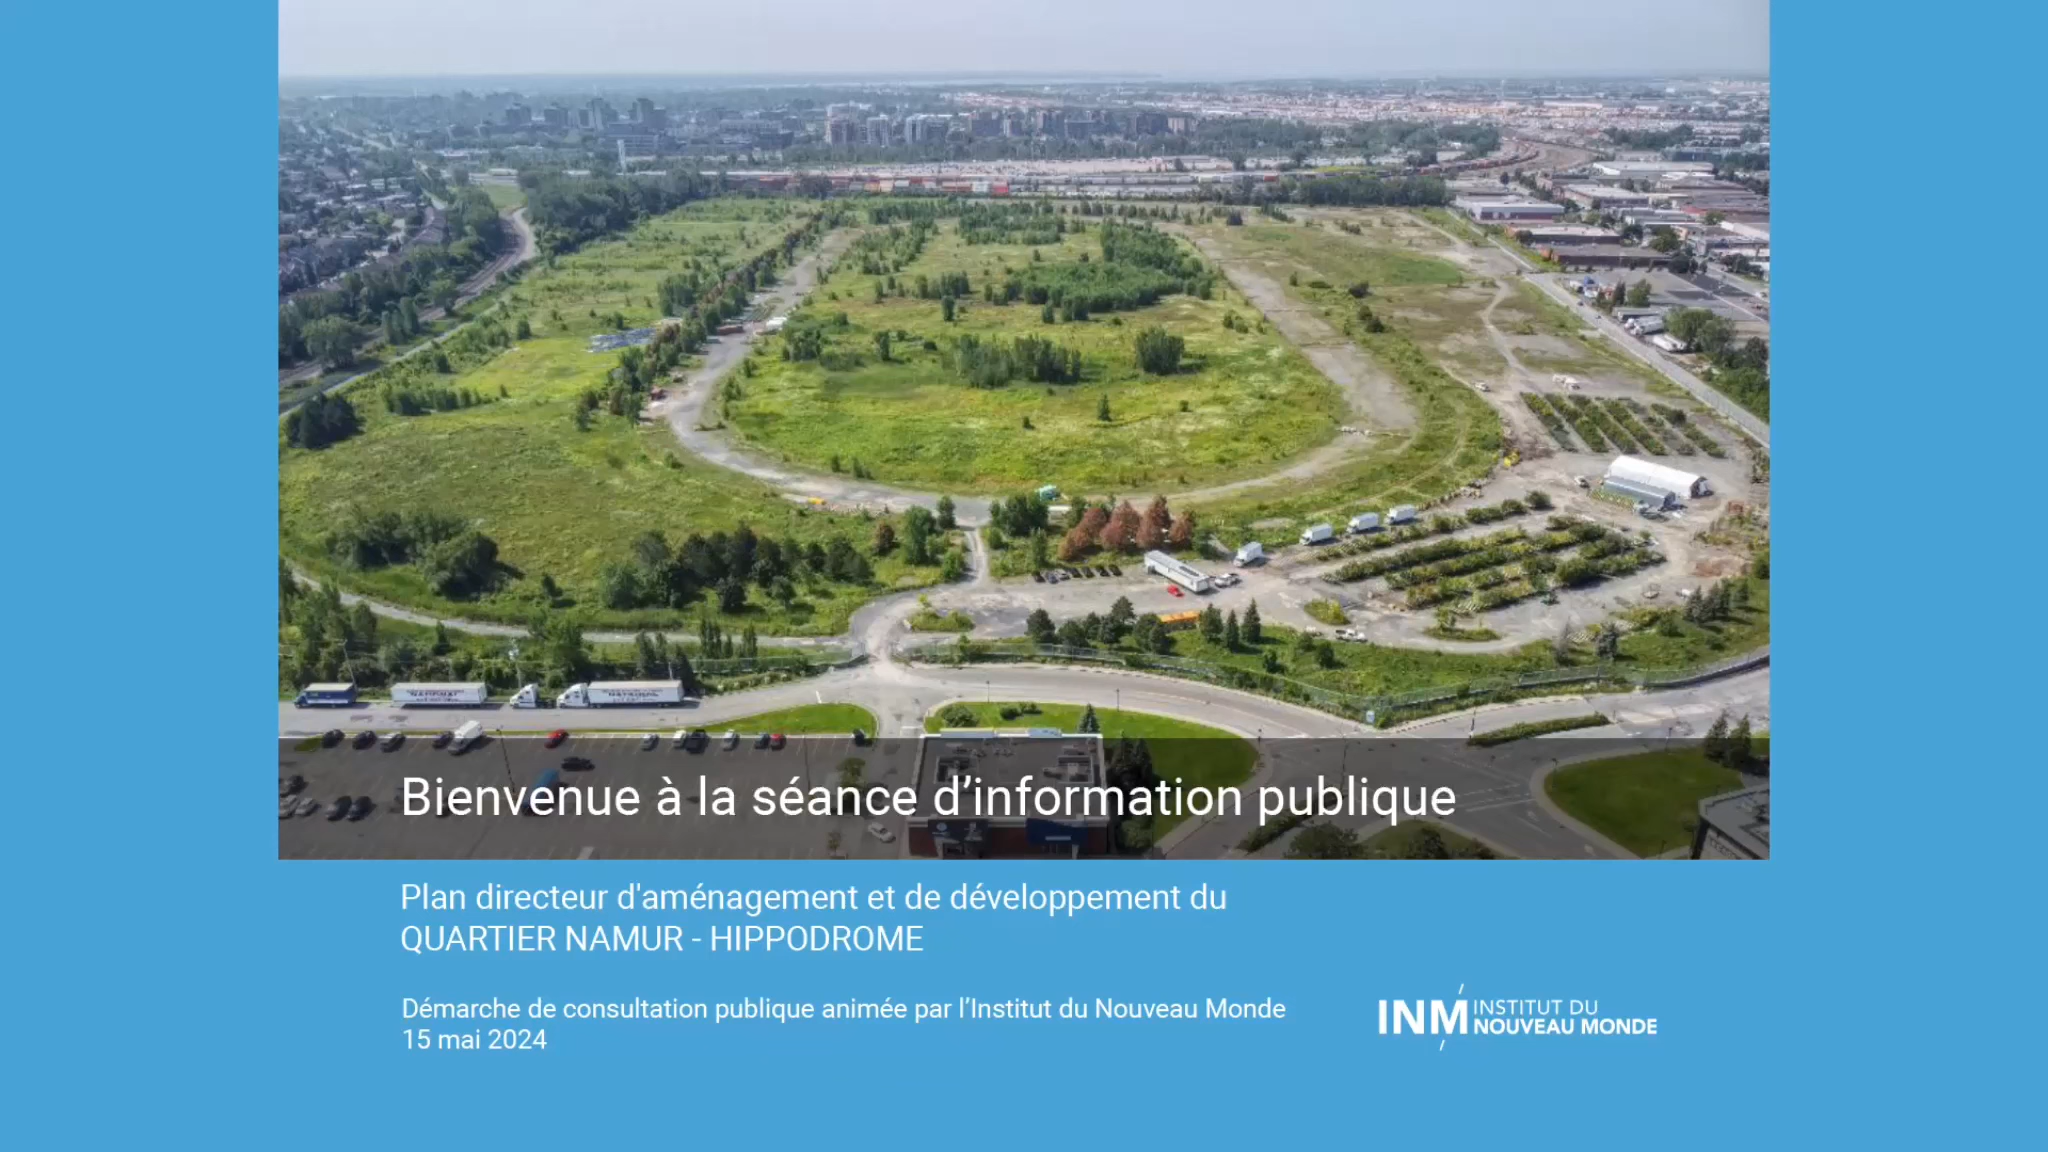 Bienvenue à la séance d’information publique
Plan directeur d'aménagement et de développement du
QUARTIER NAMUR - HIPPODROME
Démarche de consultation publique animée par l’Institut du Nouveau Monde
15 mai 2024
INM INSTITUT DU
NOUVEAU MONDE